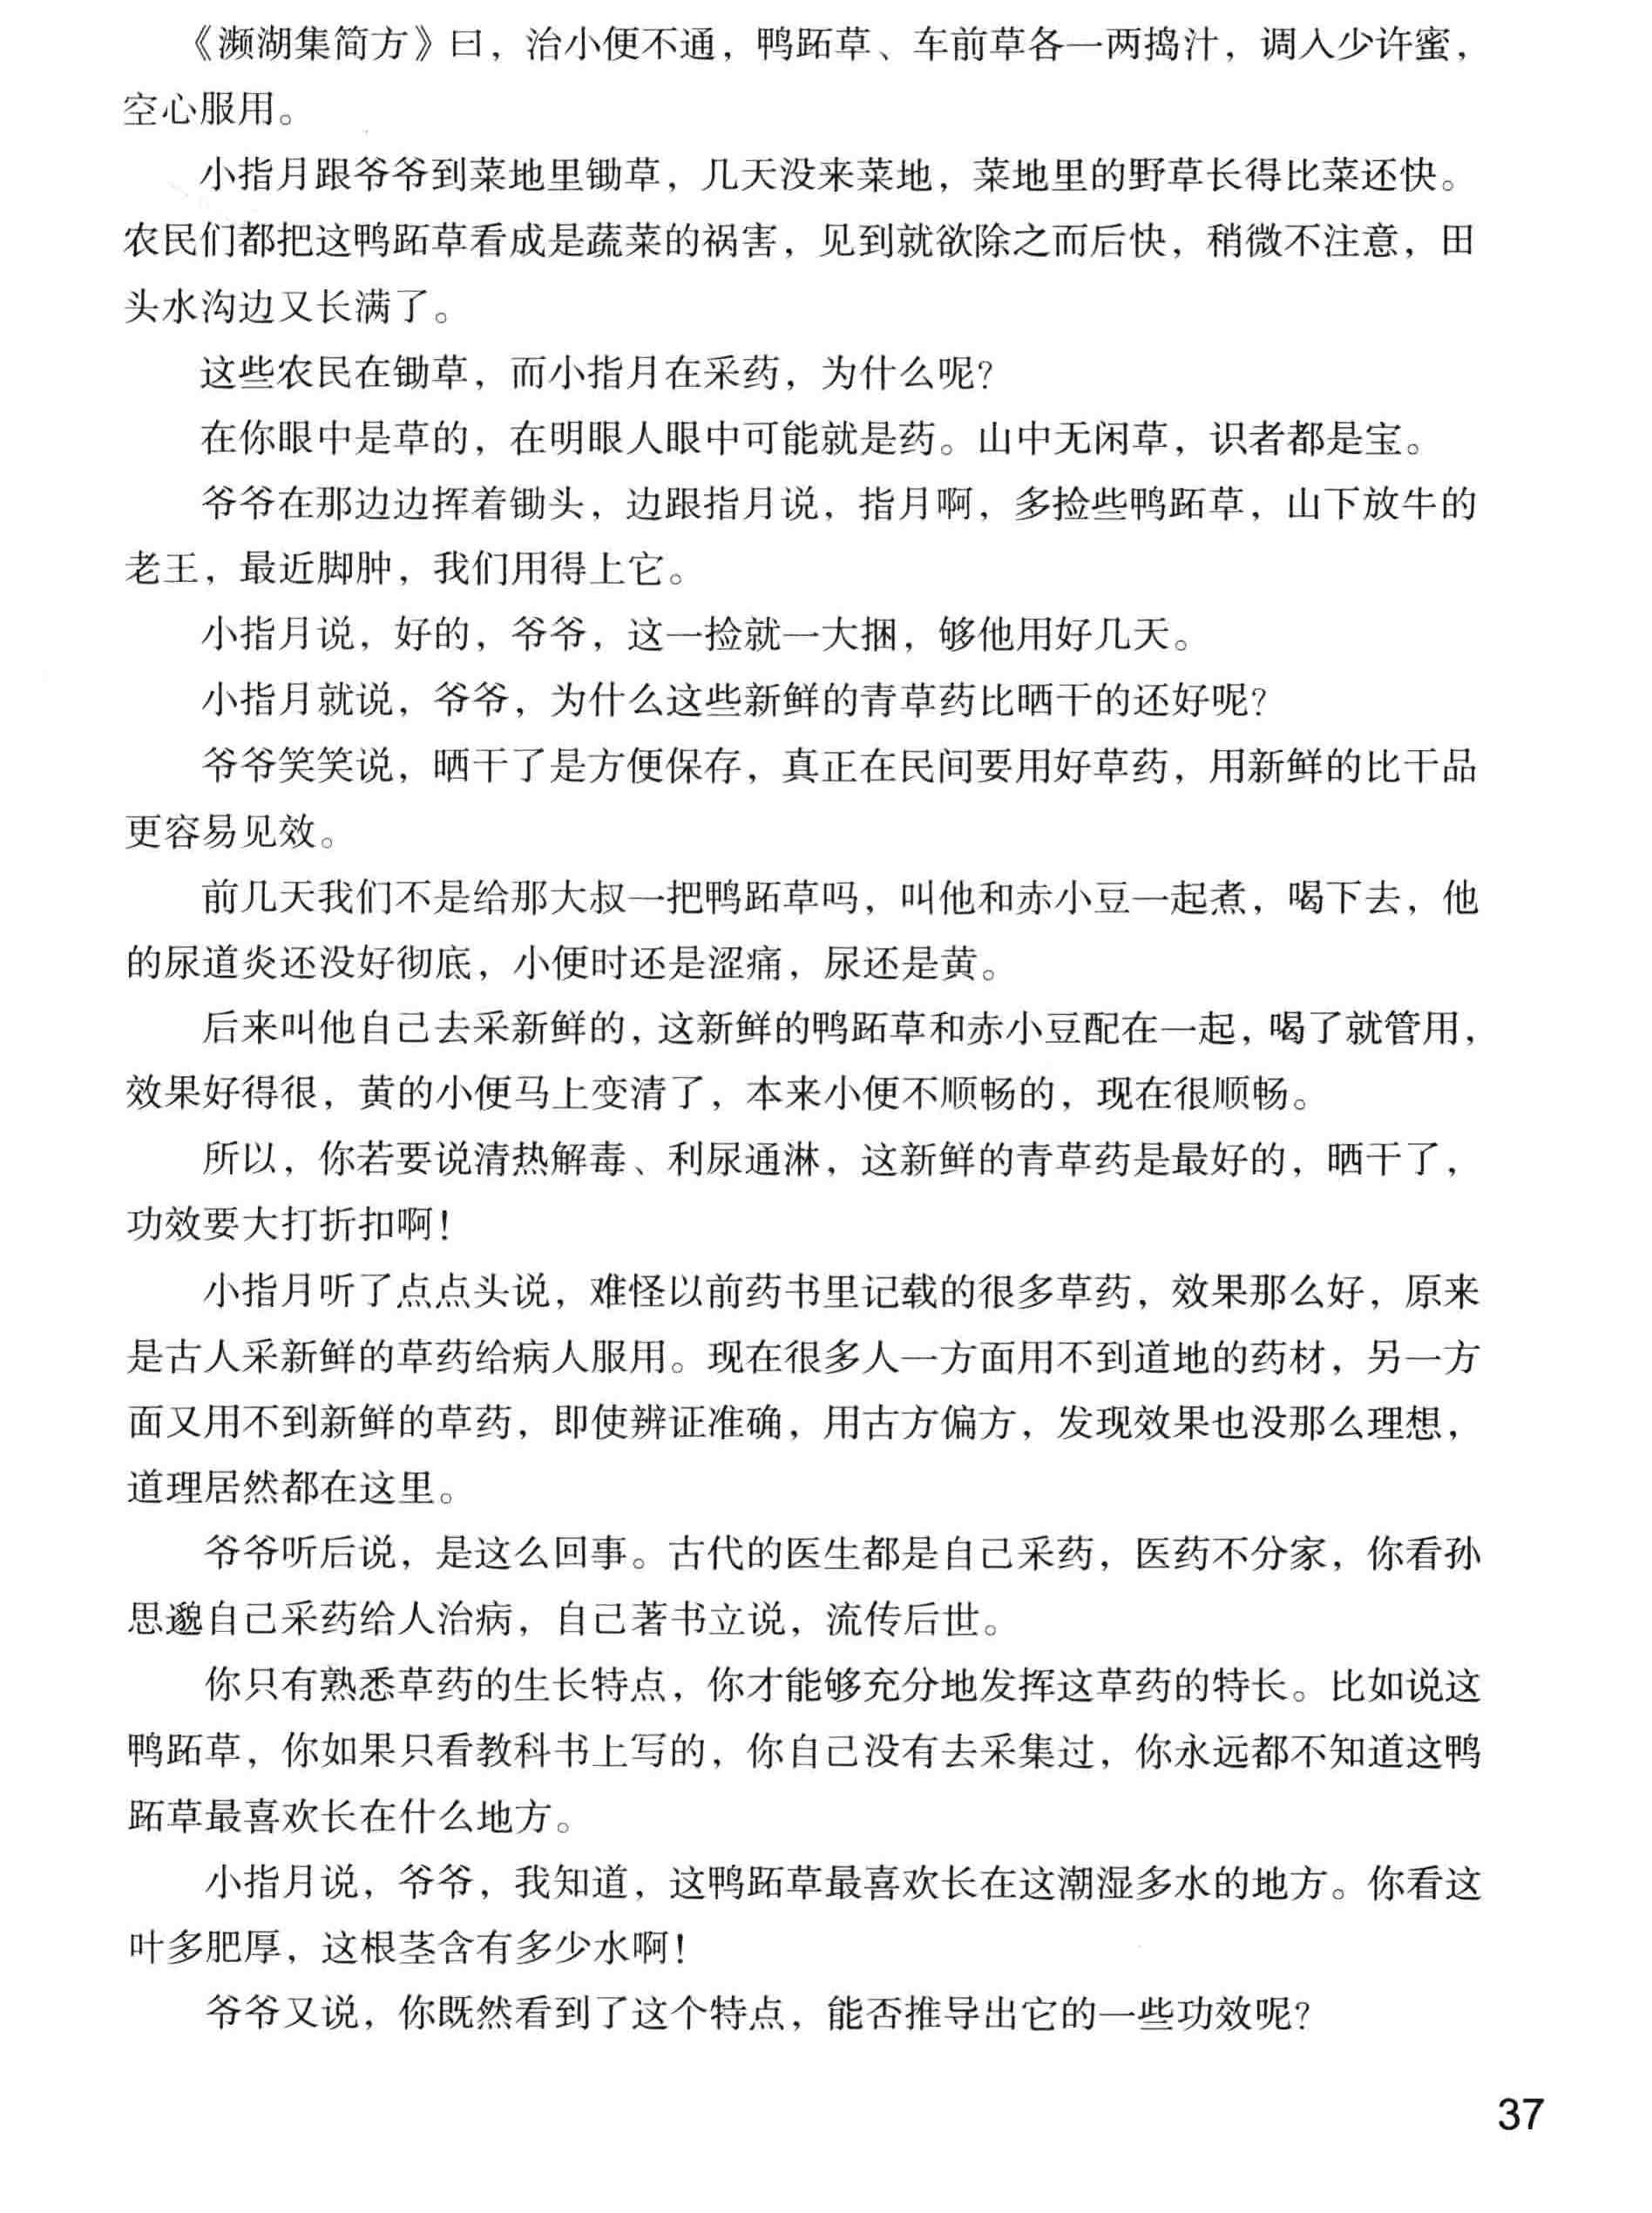 《濒湖集简方》曰，治小便不通，鸭跖草、车前草各一两捣汁，调入少许蜜，
空心服用。
小指月跟爷爷到菜地里锄草，几天没来菜地，菜地里的野草长得比菜还快。
农民们都把这鸭跖草看成是蔬菜的祸害，见到就欲除之而后快，稍微不注意，田
头水沟边又长满了。
这些农民在锄草，而小指月在采药，为什么呢？
在你眼中是草的，在明眼人眼中可能就是药。山中无闲草，识者都是宝。
爷爷在那边边挥着锄头，边跟指月说，指月啊，多捡些鸭跖草，山下放牛的
老王，最近脚肿，我们用得上它。
小指月说，好的，爷爷，这一捡就一大捆，够他用好几天。
小指月就说，爷爷，为什么这些新鲜的青草药比晒干的还好呢？
爷爷笑笑说，晒干了是方便保存，真正在民间要用好草药，用新鲜的比干品
更容易见效。
前几天我们不是给那大叔一把鸭跖草吗，叫他和赤小豆一起煮，喝下去，他
的尿道炎还没好彻底，小便时还是涩痛，尿还是黄。
后来叫他自己去采新鲜的，这新鲜的鸭跖草和赤小豆配在一起，喝了就管用，
效果好得很，黄的小便马上变清了，本来小便不顺畅的，现在很顺畅。
所以，你若要说清热解毒、利尿通淋，这新鲜的青草药是最好的，晒干了，
功效要大打折扣啊！
小指月听了点点头说，难怪以前药书里记载的很多草药，效果那么好，原来
是古人采新鲜的草药给病人服用。现在很多人一方面用不到道地的药材，另一方
面又用不到新鲜的草药，即使辨证准确，用古方偏方，发现效果也没那么理想，
道理居然都在这里。
爷爷听后说，是这么回事。古代的医生都是自己采药，医药不分家，你看孙
思邈自己采药给人治病，自己著书立说，流传后世。
你只有熟悉草药的生长特点，你才能够充分地发挥这草药的特长。比如说这
鸭跖草，你如果只看教科书上写的，你自己没有去采集过，你永远都不知道这鸭
跖草最喜欢长在什么地方。
小指月说，爷爷，我知道，这鸭跖草最喜欢长在这潮湿多水的地方。你看这
叶多肥厚，这根茎含有多少水啊！
爷爷又说，你既然看到了这个特点，能否推导出它的一些功效呢？
37